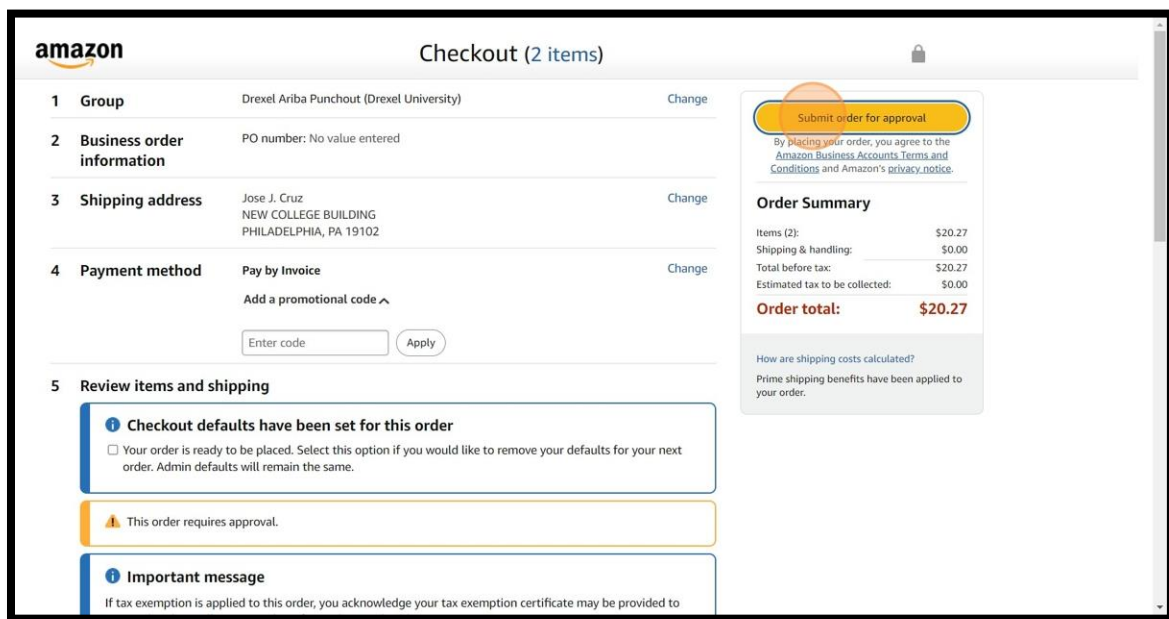 amazon
Checkout (2 items)
1 Group
Drexel Ariba Punchout (Drexel University)
Change
2 Business order
information
PO number: No value entered
3 Shipping address
Jose J. Cruz
NEW COLLEGE BUILDING
PHILADELPHIA, PA 19102
Change
4 Payment method
Pay by Invoice
Change
Add a promotional code
Enter code
Apply
5 Review items and shipping
Checkout defaults have been set for this order
Your order is ready to be placed. Select this option if you would like to remove your defaults for your next
order. Admin defaults will remain the same.
This order requires approval.
Important message
If tax exemption is applied to this order, you acknowledge your tax exemption certificate may be provided to
Submit order for approval
By placing your order, you agree to the
Amazon Business Accounts Terms and
Conditions and Amazon's privacy notice.
Order Summary
Items (2): $20.27
Shipping & handling: $0.00
Total before tax: $20.27
Estimated tax to be collected: $0.00
Order total: $20.27
How are shipping costs calculated?
Prime shipping benefits have been applied to
your order.